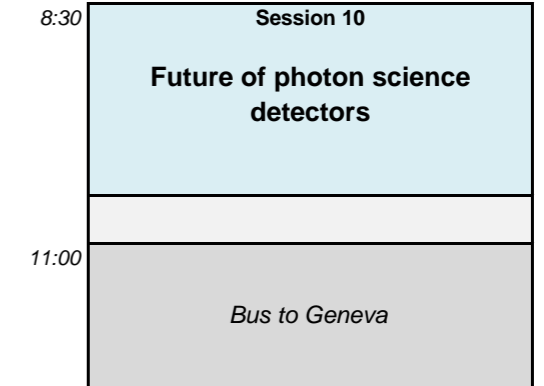 8:30
Session 10
Future of photon science
detectors
11:00
Bus to Geneva